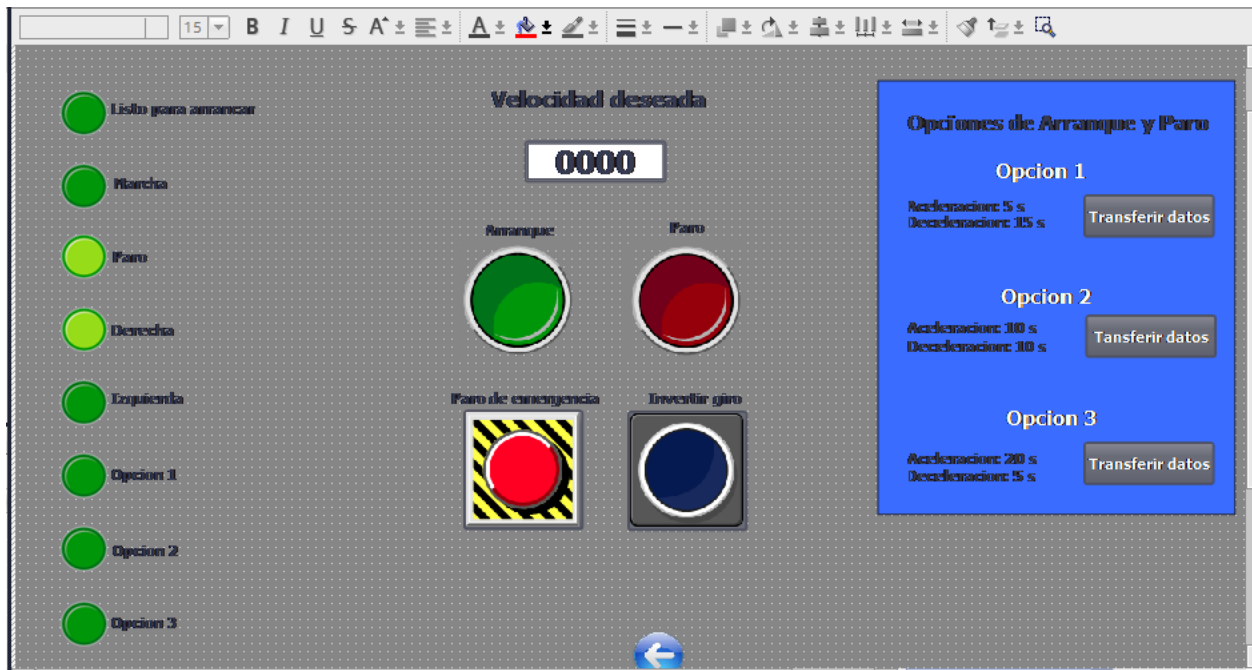 15 B I U S A
Listo para arrancar
Marcha
Paro
Derecha
Izquierda
Opcion 1
Opcion 2
Opcion 3
Velocidad deseada
0000
Arranque
Paro
Paro de emergencia
Invertir giro
Opciones de Arranque y Paro
Opcion 1
Aceleracion: 5 s
Deceleracion: 15 s
Transferir datos
Opcion 2
Aceleracion: 10 s
Deceleracion: 10 s
Tansferir datos
Opcion 3
Aceleracion: 20 s
Deceleracion: 5 s
Transferir datos